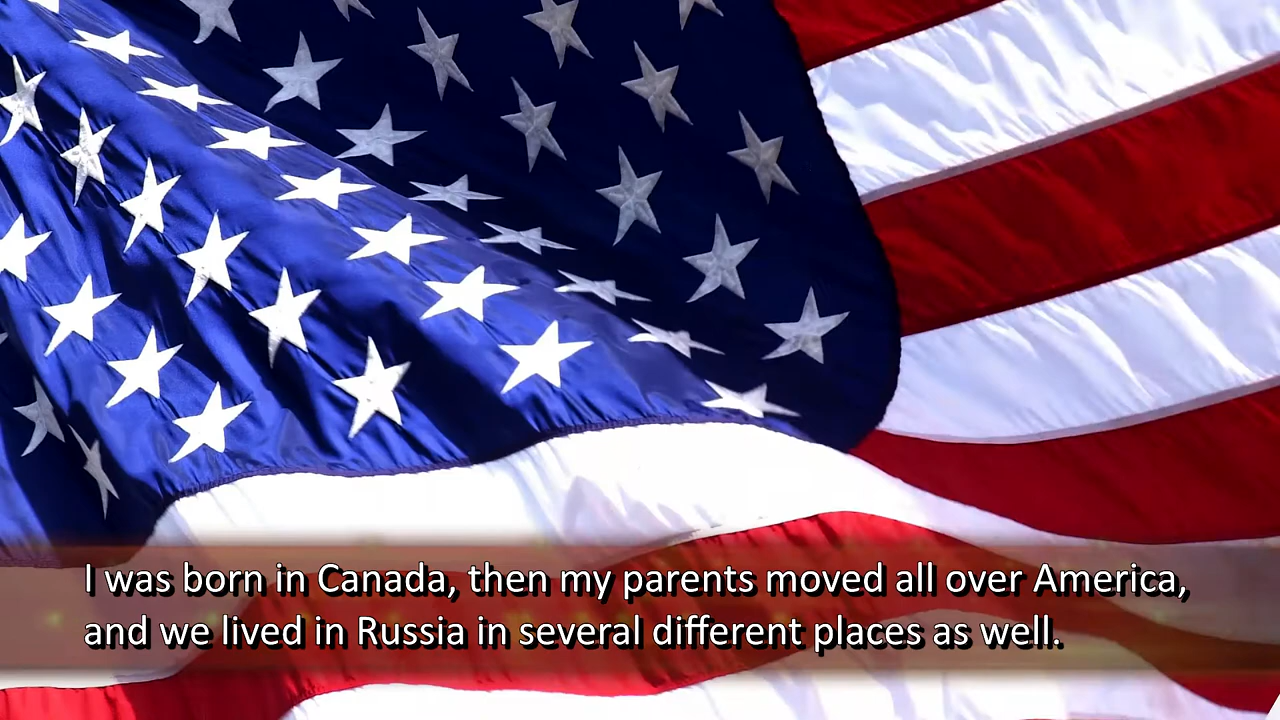 I was born in Canada, then my parents moved all over America,
and we lived in Russia in several different places as well.